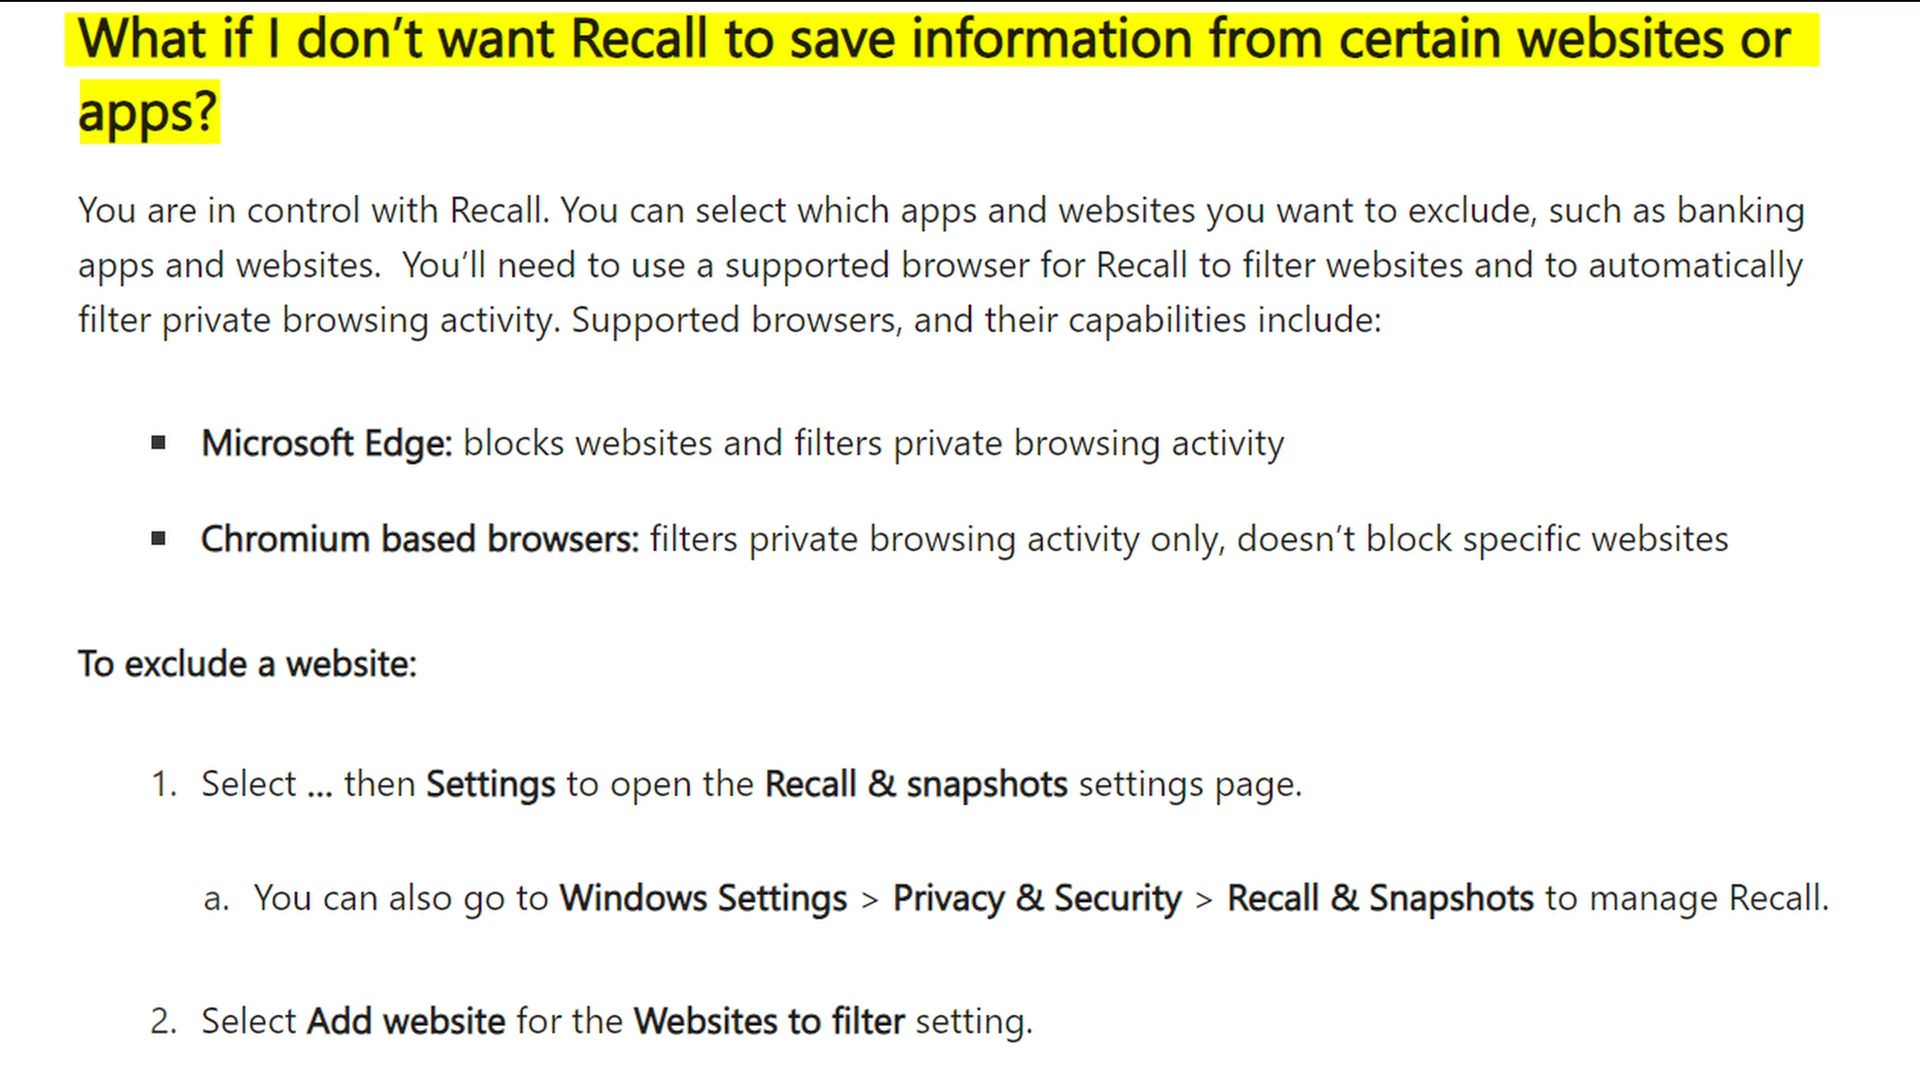 What if I don’t want Recall to save information from certain websites or
apps?
You are in control with Recall. You can select which apps and websites you want to exclude, such as banking
apps and websites.  You’ll need to use a supported browser for Recall to filter websites and to automatically
filter private browsing activity. Supported browsers, and their capabilities include:
▪ Microsoft Edge: blocks websites and filters private browsing activity
▪ Chromium based browsers: filters private browsing activity only, doesn’t block specific websites
To exclude a website:
1. Select ... then Settings to open the Recall & snapshots settings page.
a. You can also go to Windows Settings > Privacy & Security > Recall & Snapshots to manage Recall.
2. Select Add website for the Websites to filter setting.